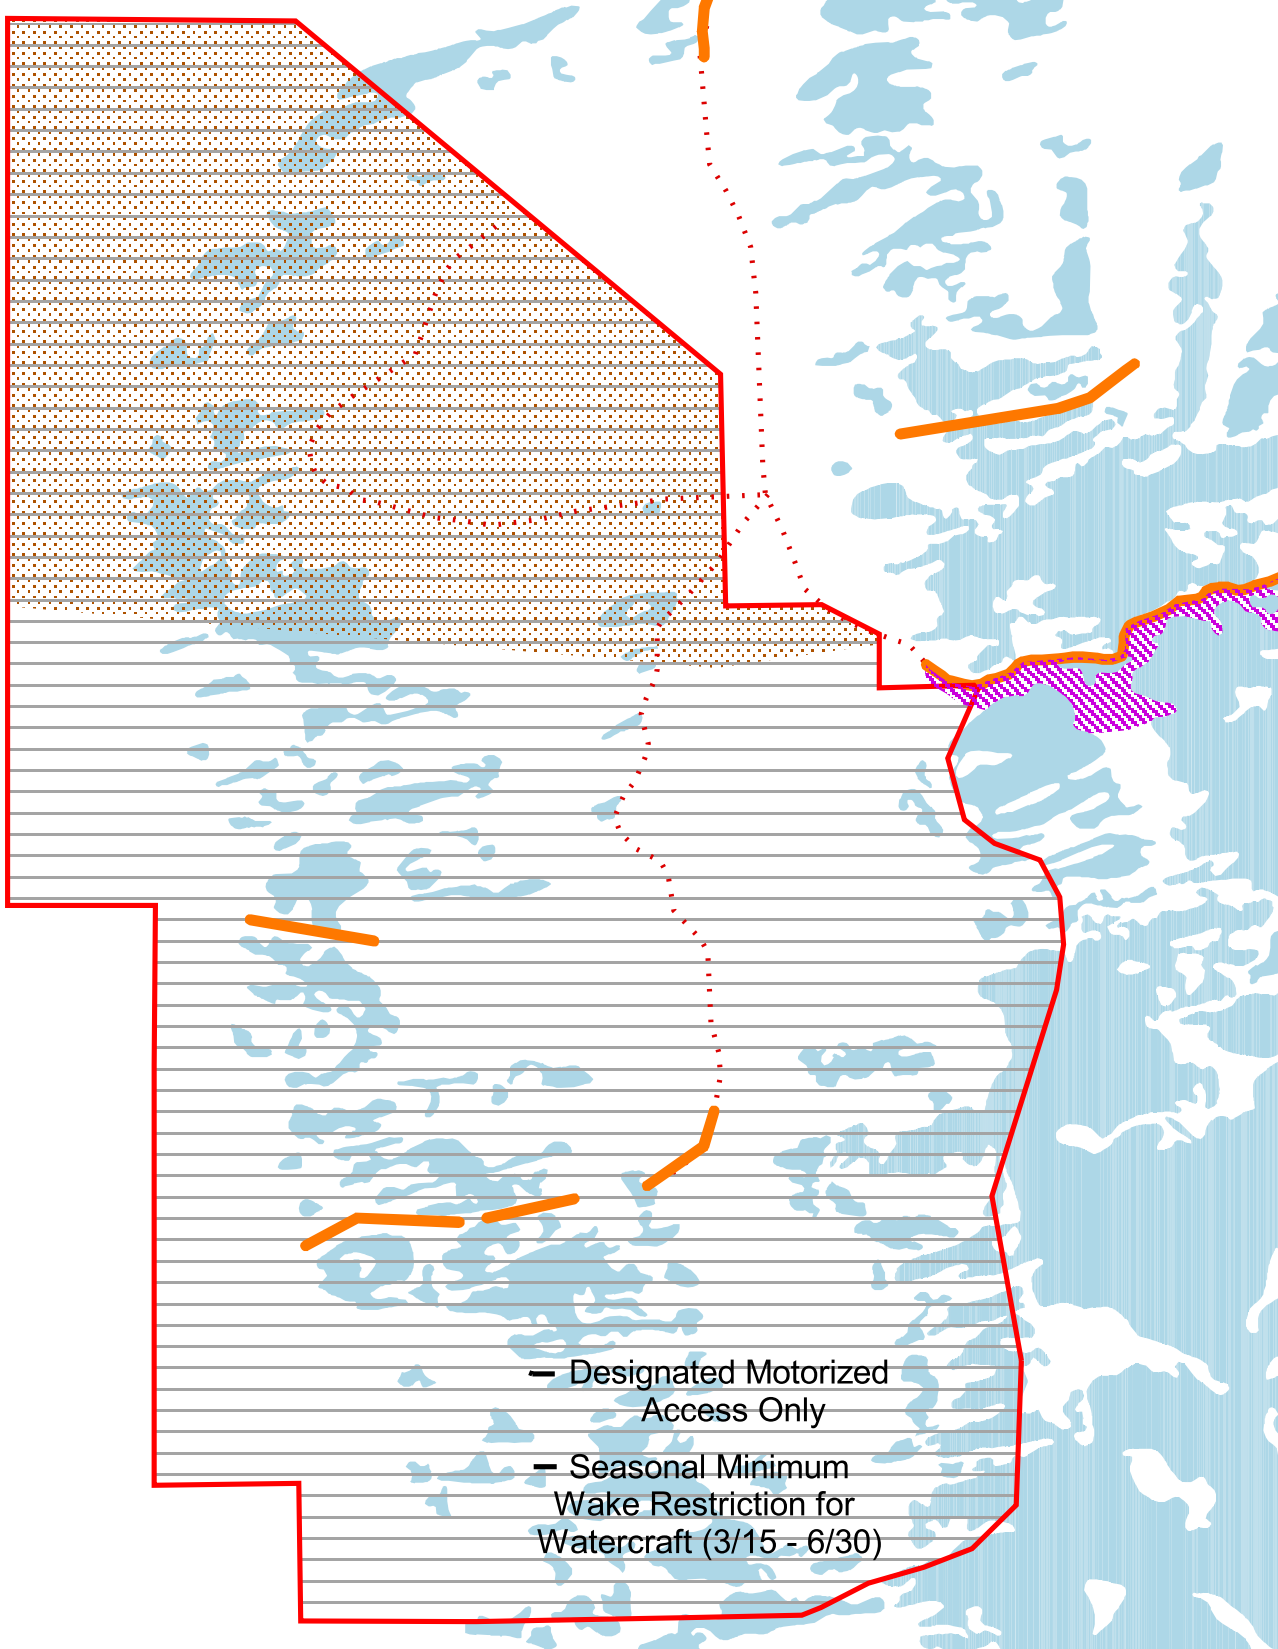 - Designated Motorized
Access Only
- Seasonal Minimum
Wake Restriction for
Watercraft (3/15 - 6/30)